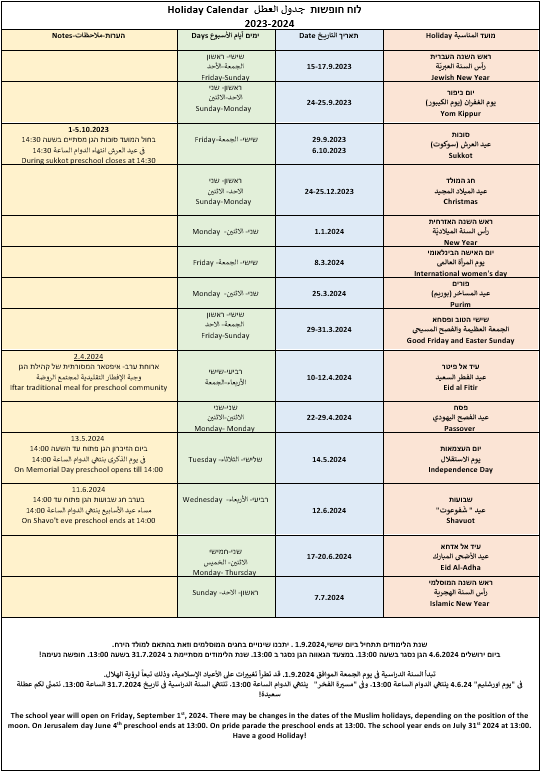 לוח חופשות جدول العطل Holiday Calendar
2023-2024
מועד المناسبة Holiday
תאריך التاريخ Date
ימים أيام الأسبوع Days
הערות-ملاحظات-Notes
ראש השנה העברית
رأس السنة العبريّة
Jewish New Year
15-17.9.2023
שישי- ראשון
الجمعة-الأحد
Friday-Sunday
יום כיפור
يوم الغفران (يوم الكيبور)
Yom Kippur
24-25.9.2023
ראשון- שני
الاحد-الاثنين
Sunday-Monday
סוכות
عيد العرش (سوكوت)
Sukkot
29.9.2023
6.10.2023
שישי- الجمعة-Friday
1-5.10.2023
בחול המועד סוכות הגן מסתיים בשעה 14:30
في عيد العرش انتهاء الدوام الساعة 14:30
During sukkot preschool closes at 14:30
חג המולד
عيد الميلاد المجيد
Christmas
24-25.12.2023
ראשון- שני
الاحد- الاثنين
Sunday-Monday
ראש השנה האזרחית
رأس السنة الميلاديّة
New Year
1.1.2024
שני- الاثنين- Monday
יום האישה הבינלאומי
يوم المرأة العالمي
International women's day
8.3.2024
שישי- الجمعة- Friday
פורים
عيد المساخر (بوريم)
Purim
25.3.2024
שני- الاثنين- Monday
שישי הטוב ופסחא
الجمعة العظيمة والفصح المسيحي
Good Friday and Easter Sunday
29-31.3.2024
שישי- ראשון
الجمعة- الاحد
Friday-Sunday
עיד אל פיטר
عيد الفطر السعيد
Eid al Fitir
10-12.4.2024
רביעי-שישי
الأربعاء-الجمعة
2.4.2024
ארוחת ערב- איפטאר המסורתית של קהילת הגן
وجبة الإفطار التقليدية لمجتمع الروضة
Iftar traditional meal for preschool community
פסח
عيد الفصح اليهودي
Passover
22-29.4.2024
שני-שני
الاثنين-الاثنين
Monday- Monday
יום העצמאות
يوم الاستقلال
Independence Day
14.5.2024
שלישי- الثلاثاء- Tuesday
13.5.2024
ביום הזיכרון הגן פתוח עד השעה 14:00
في يوم الذكرى ينتهي الدوام الساعة 14:00
On Memorial Day preschool opens till 14:00
שבועות
عيد "شفوعوت"
Shavuot
12.6.2024
רביעי- الأربعاء- Wednesday
11.6.2024
בערב חג שבועות הגן פתוח עד 14:00
مساء عيد الأسابيع ينتهي الدوام الساعة 14:00
On Shavo't eve preschool ends at 14:00
עיד אל אדחא
عيد الأضحى المبارك
Eid Al-Adha
17-20.6.2024
שני-חמישי
الاثنين- الخميس
Monday- Thursday
ראש השנה המוסלמי
رأس السنة الهجرية
Islamic New Year
7.7.2024
ראשון- الاحد- Sunday
שנת הלימודים תתחיל ביום שישי,1.9.2024 . יתכנו שינויים בחגים המוסלמים וזאת בהתאם למולד הירח.
ביום ירושלים 4.6.2024 הגן נסגר בשעה 13:00. במצעד הגאווה הגן נסגר ב 13:00. שנת הלימודים מסתיימת ב 31.7.2024 בשעה 13:00. חופשה נעימה!
تبدأ السنة الدراسية في يوم الجمعة الموافق 1.9.2024. قد تطرأ تغييرات على الأعياد الإسلامية، وذلك تبعاً لرؤية الهلال.
في "يوم اورشليم" 4.6.24 ينتهي الدوام الساعة 13:00، وفي "مسيرة الفخر" ينتهي الدوام الساعة 13:00. تنتهي السنة الدراسية في تاريخ 31.7.2024 الساعة 13:00. نتمنّى لكم عطلة
سعيدة!
The school year will open on Friday, September 1st, 2024. There may be changes in the dates of the Muslim holidays, depending on the position of the
moon. On Jerusalem day June 4th preschool ends at 13:00. On pride parade the preschool ends at 13:00. The school year ends on July 31st 2024 at 13:00.
Have a good Holiday!